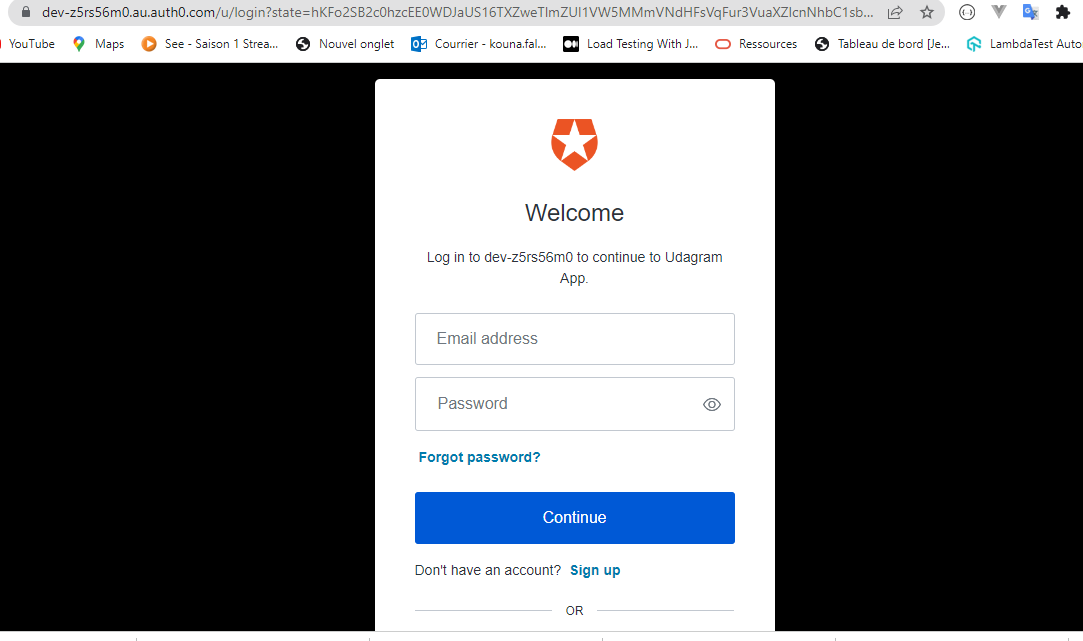 dev-z5rs56m0.au.auth0.com/u/login?state=hKFo2SB2c0hzcEE0WDJaUS16TXZweTlmZUl1VW5MMmVNdHFsVqFur3VuaXZlcnNhbC1sb...
YouTube Maps See - Saison 1 Strea... Nouvel onglet Courrier - kouna.fal... Load Testing With J... Ressources Tableau de bord [Je... LambdaTest Auto
Welcome
Log in to dev-z5rs56m0 to continue to Udagram
App.
Email address
Password
Forgot password?
Continue
Don't have an account? Sign up
OR